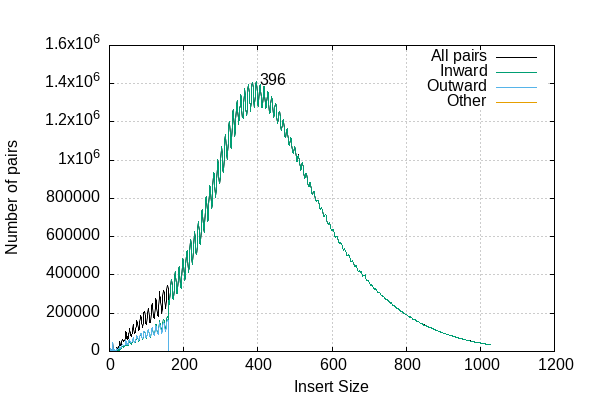 1.6x10^6
1.4x10^6
1.2x10^6
1x10^6
800000
600000
400000
200000
0
Number of pairs
396
All pairs
Inward
Outward
Other
0 200 400 600 800 1000 1200
Insert Size